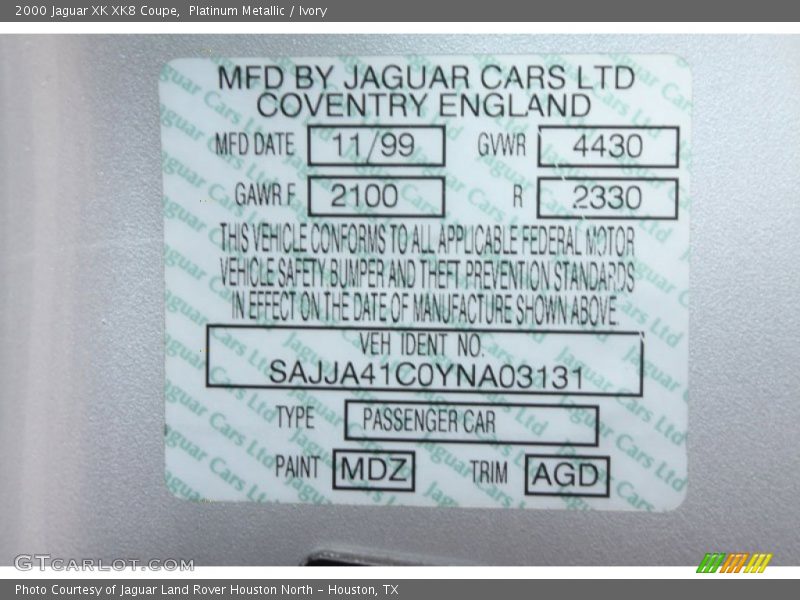 2000 Jaguar XK XK8 Coupe,  Platinum Metallic / Ivory
MFD BY JAGUAR CARS LTD
COVENTRY ENGLAND
MFD DATE 11/99 GVWR 4430
GAWR F 2100 R 2330
THIS VEHICLE CONFORMS TO ALL APPLICABLE FEDERAL MOTOR
VEHICLE SAFETY BUMPER AND THEFT PREVENTION STANDARDS
IN EFFECT ON THE DATE OF MANUFACTURE SHOWN ABOVE.
VEH IDENT NO.
SAJJA41C0YNA03131
TYPE PASSENGER CAR
PAINT MDZ TRIM AGD
GTCARLOT.COM
Photo Courtesy of Jaguar Land Rover Houston North - Houston, TX